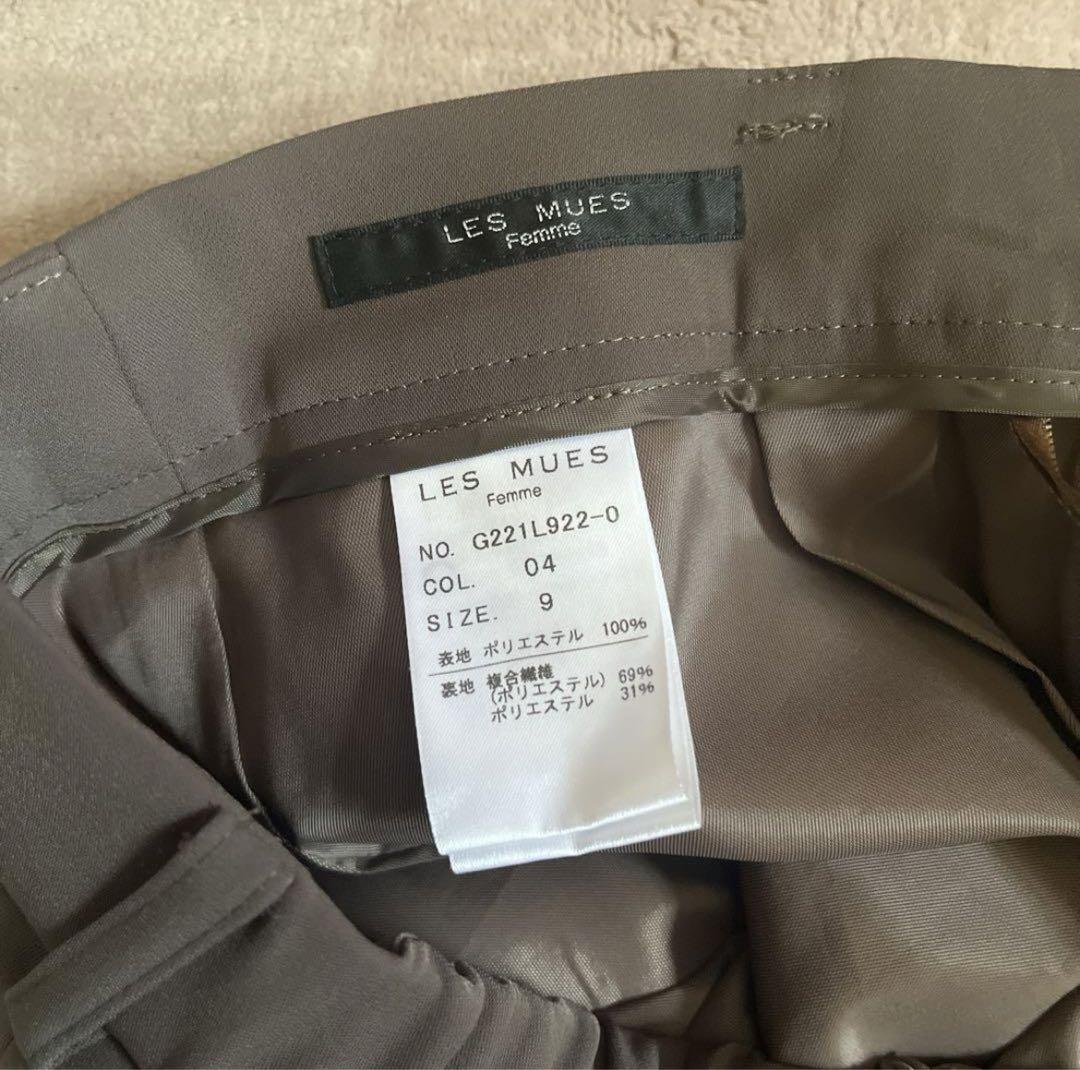 LES MUES
Femme
LES MUES
Femme
NO. G221L922-0
COL. 04
SIZE. 9
表地 ポリエステル 100%
裏地 複合繊維
(ポリエステル) 69%
ポリエステル 31%